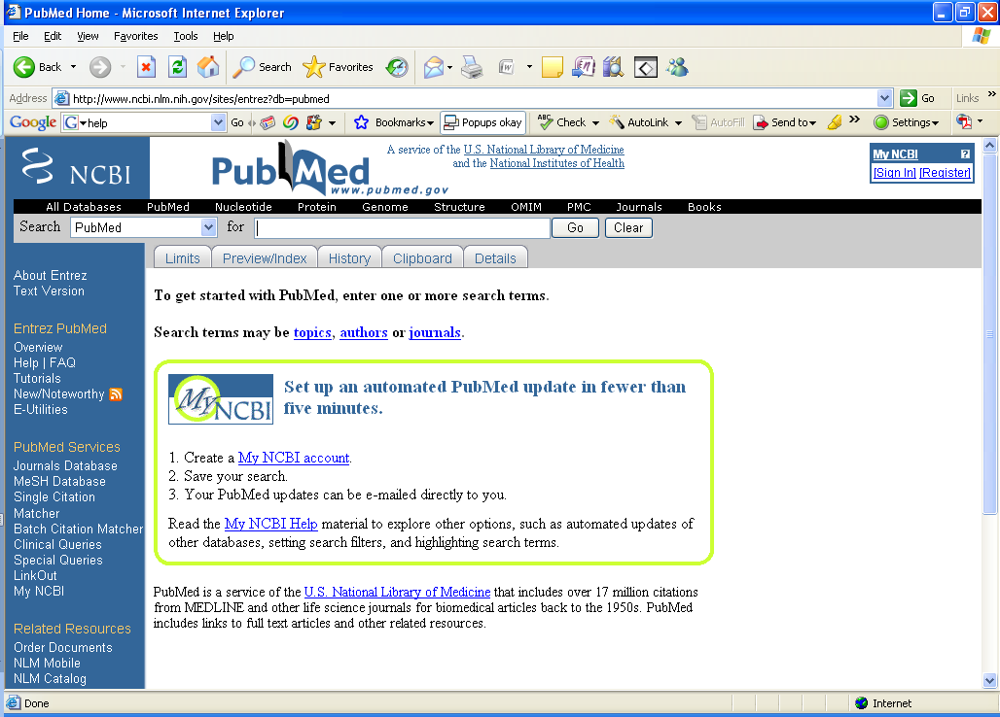 PubMed Home - Microsoft Internet Explorer
File Edit View Favorites Tools Help
Back Search Favorites
Address http://www.ncbi.nlm.nih.gov/sites/entrez?db=pubmed Go Links »
Google G help Go Bookmarks Popups okay Check AutoLink AutoFill Send to » Settings
NCBI
PubMed
www.pubmed.gov
A service of the U.S. National Library of Medicine
and the National Institutes of Health
My NCBI ?
[Sign In] [Register]
All Databases PubMed Nucleotide Protein Genome Structure OMIM PMC Journals Books
Search PubMed for Go Clear
Limits Preview/Index History Clipboard Details
About Entrez
Text Version
Entrez PubMed
Overview
Help | FAQ
Tutorials
New/Noteworthy
E-Utilities
PubMed Services
Journals Database
MeSH Database
Single Citation
Matcher
Batch Citation Matcher
Clinical Queries
Special Queries
LinkOut
My NCBI
Related Resources
Order Documents
NLM Mobile
NLM Catalog
To get started with PubMed, enter one or more search terms.
Search terms may be topics, authors or journals.
My NCBI
Set up an automated PubMed update in fewer than
five minutes.
1. Create a My NCBI account.
2. Save your search.
3. Your PubMed updates can be e-mailed directly to you.
Read the My NCBI Help material to explore other options, such as automated updates of
other databases, setting search filters, and highlighting search terms.
PubMed is a service of the U.S. National Library of Medicine that includes over 17 million citations
from MEDLINE and other life science journals for biomedical articles back to the 1950s. PubMed
includes links to full text articles and other related resources.
Done Internet